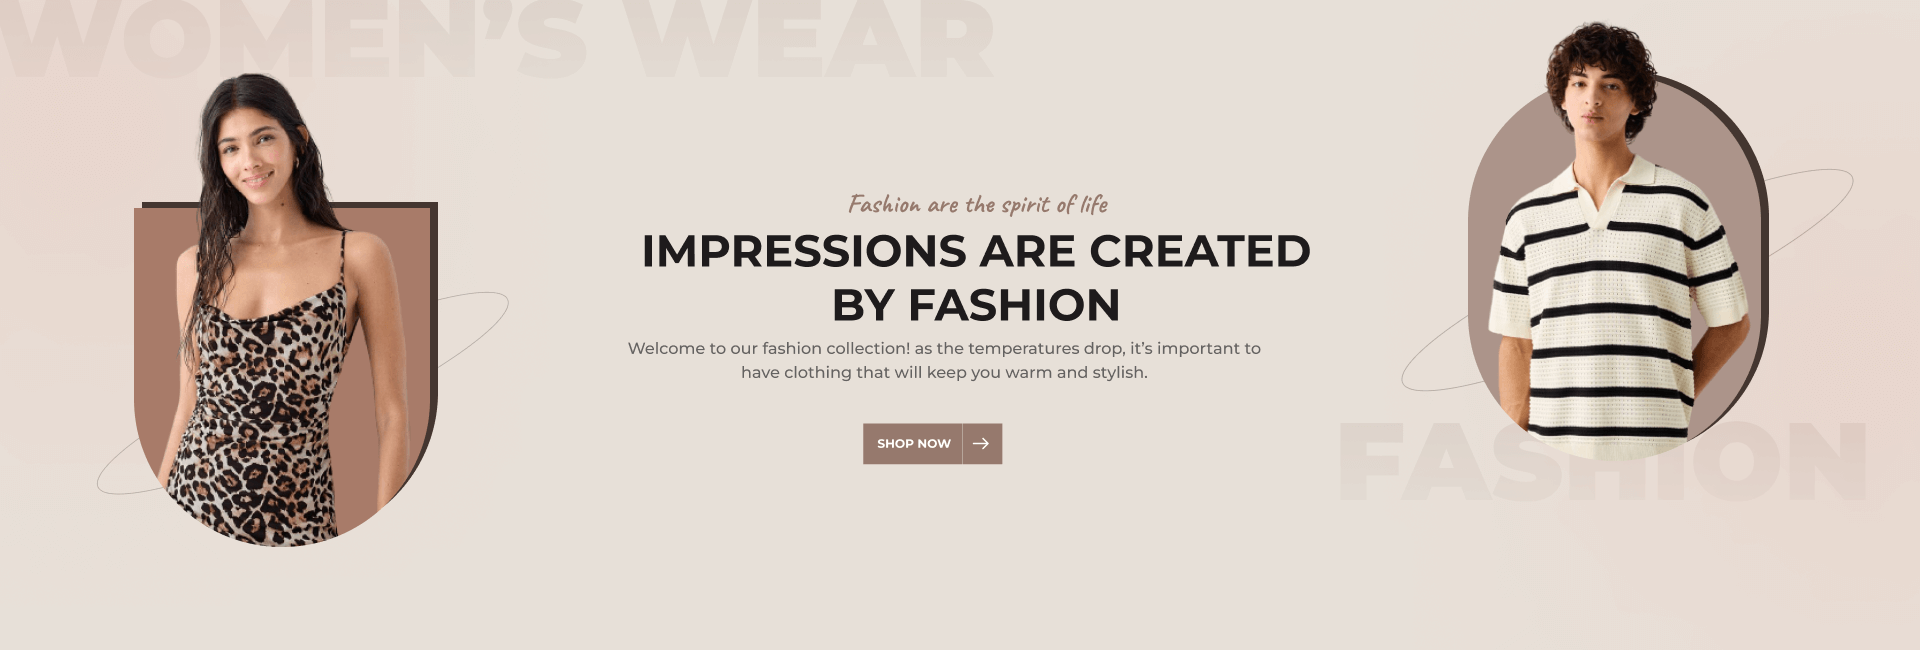 WOMEN'S WEAR
Fashion are the spirit of life
IMPRESSIONS ARE CREATED
BY FASHION
Welcome to our fashion collection! as the temperatures drop, it's important to
have clothing that will keep you warm and stylish.
SHOP NOW
FASHION